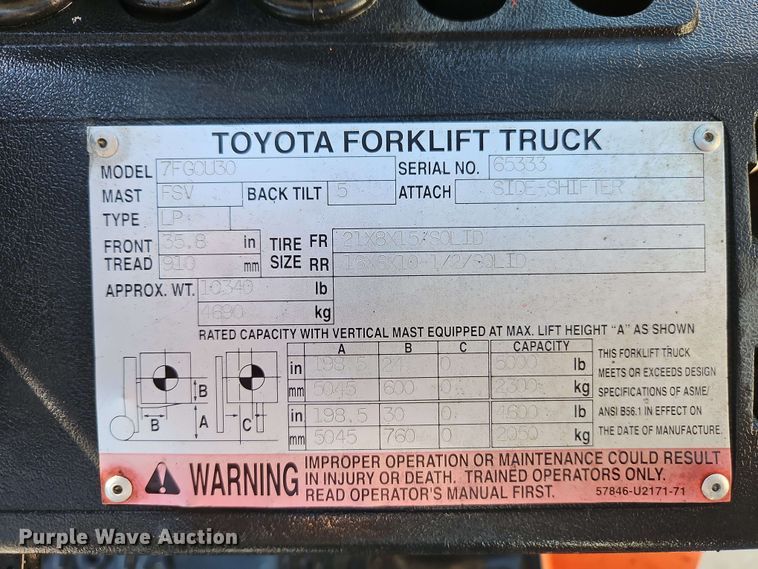 TOYOTA FORKLIFT TRUCK
MODEL 7FGCU30 SERIAL NO. 65333
MAST FSV BACK TILT 5 ATTACH SIDE-SHIFTER
TYPE LP
FRONT TREAD 35.8 in 910 mm
TIRE SIZE FR 21X8X15/SOLID
RR 16X6X10-1/2/SOLID
APPROX. WT. 10340 lb
4690 kg
RATED CAPACITY WITH VERTICAL MAST EQUIPPED AT MAX. LIFT HEIGHT "A" AS SHOWN
A B C CAPACITY
in 198.5 24 0 lb
mm 5045 600 0 2300 kg
in 198.5 30 0 4600 lb
mm 5045 760 0 2050 kg
B
A
B
C
THIS FORKLIFT TRUCK
MEETS OR EXCEEDS DESIGN
SPECIFICATIONS OF ASME/
ANSI B56.1 IN EFFECT ON
THE DATE OF MANUFACTURE.
WARNING
IMPROPER OPERATION OR MAINTENANCE COULD RESULT
IN INJURY OR DEATH. TRAINED OPERATORS ONLY.
READ OPERATOR'S MANUAL FIRST.
57846-U2171-71
Purple Wave Auction